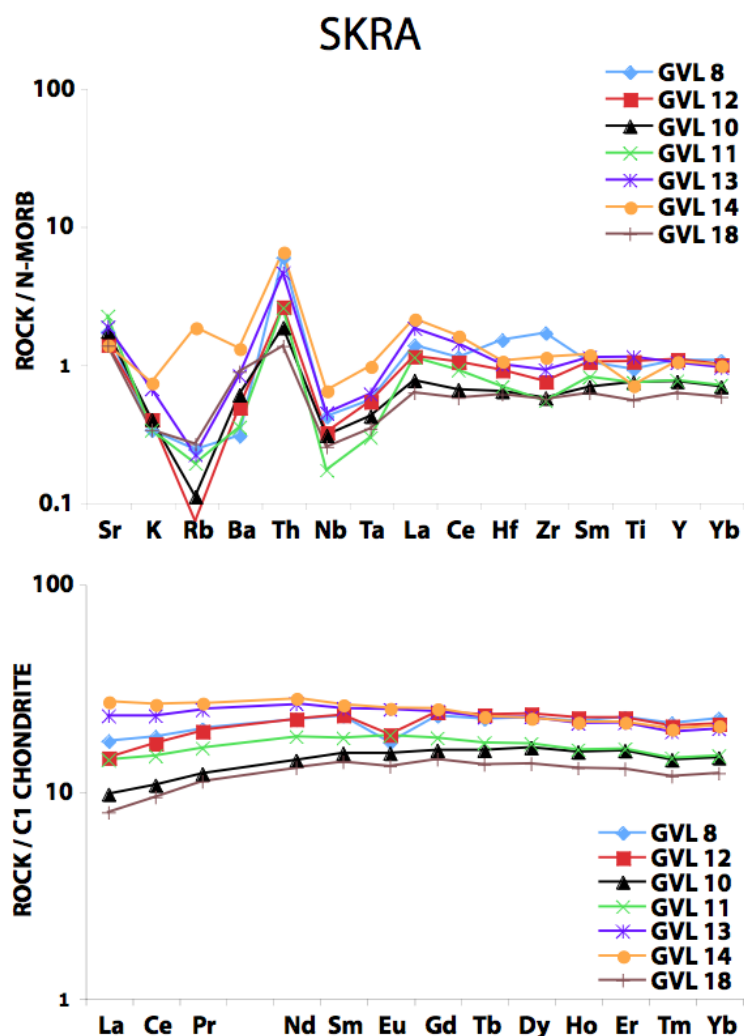 SKRA
GVL 8
GVL 12
GVL 10
GVL 11
GVL 13
GVL 14
GVL 18
ROCK / N-MORB
100
10
1
0.1
Sr K Rb Ba Th Nb Ta La Ce Hf Zr Sm Ti Y Yb
ROCK / C1 CHONDRITE
100
10
1
GVL 8
GVL 12
GVL 10
GVL 11
GVL 13
GVL 14
GVL 18
La Ce Pr Nd Sm Eu Gd Tb Dy Ho Er Tm Yb